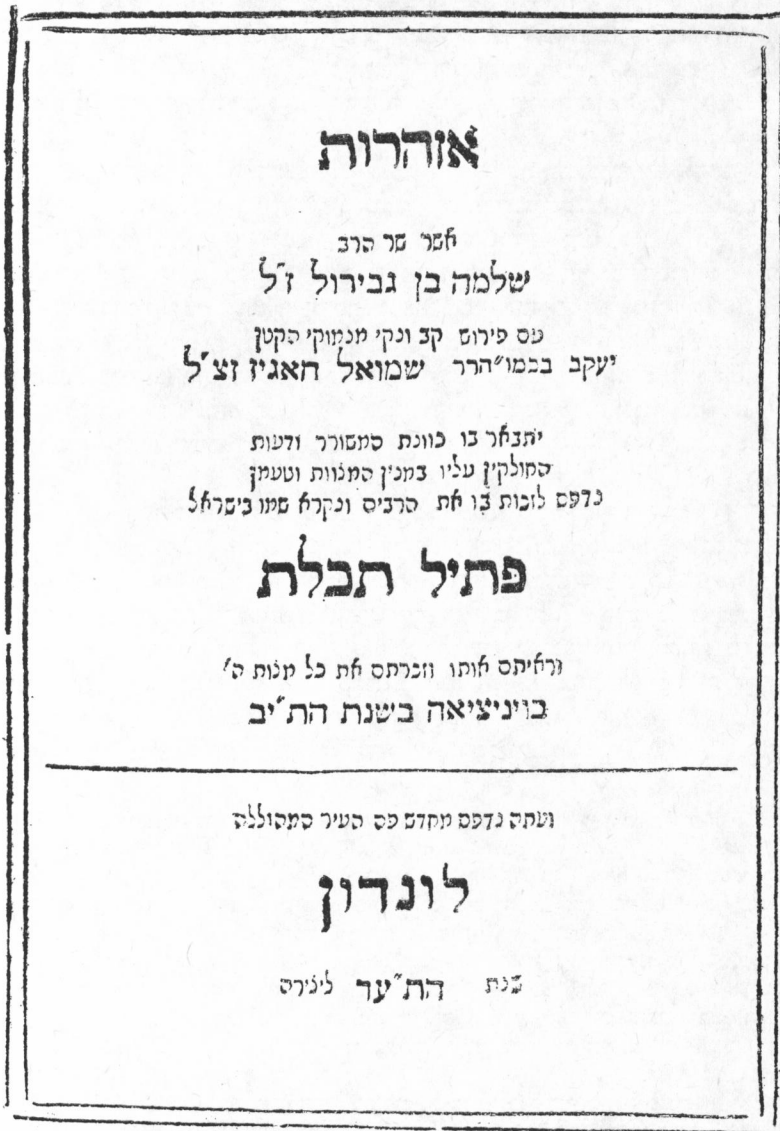 אזהרות
אשר שר הרב
שלמה בן גבירול ז״ל
עם פירוש קב ונקי מנמוקי הקטן
יעקב בכמו״הרר שמואל חאגיז זצ״ל
יתבאר בו כוונת המשורר ודעות
החולקין עליו במנין המצוות וטעמן
נדפס לזכות בו את הרבים ונקרא שמו בישראל
פתיל תכלת
וראיתם אותו וזכרתם את כל מצות ה׳
בויניציאה בשנת הת״יב
ועתה נדפס מחדש פה העיר המהוללה
לונדון
שנת הת״עד ליצירה